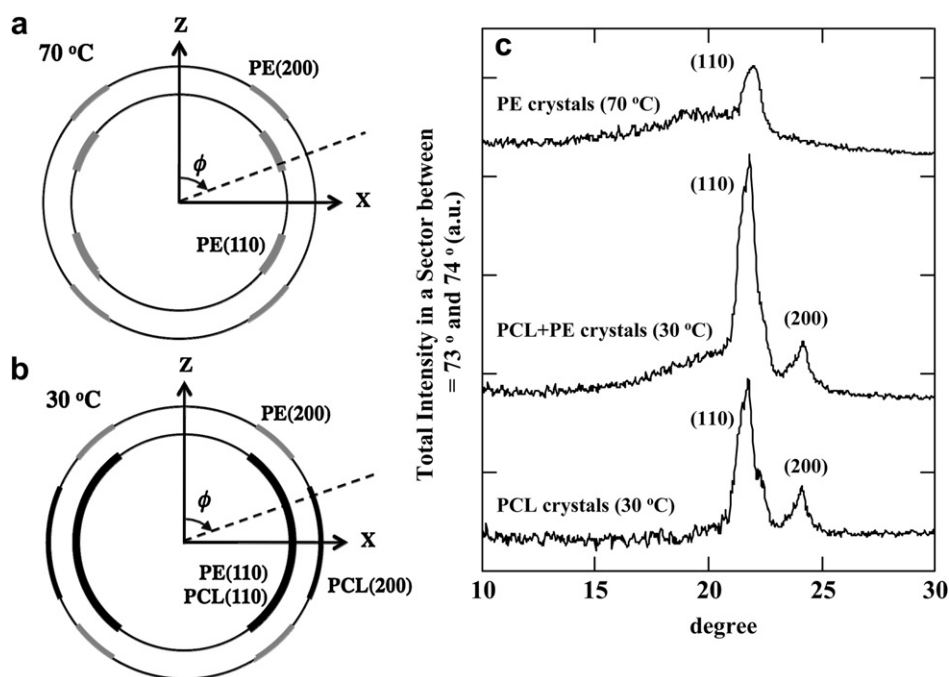 a
70 °C
Z
PE(200)
ϕ
X
PE(110)
b
30 °C
Z
PE(200)
ϕ
X
PE(110)
PCL(110)
PCL(200)
c
Total Intensity in a Sector between
= 73 ° and 74 ° (a.u.)
(110)
PE crystals (70 °C)
(110)
(200)
PCL+PE crystals (30 °C)
(110)
(200)
PCL crystals (30 °C)
10 15 20 25 30
degree